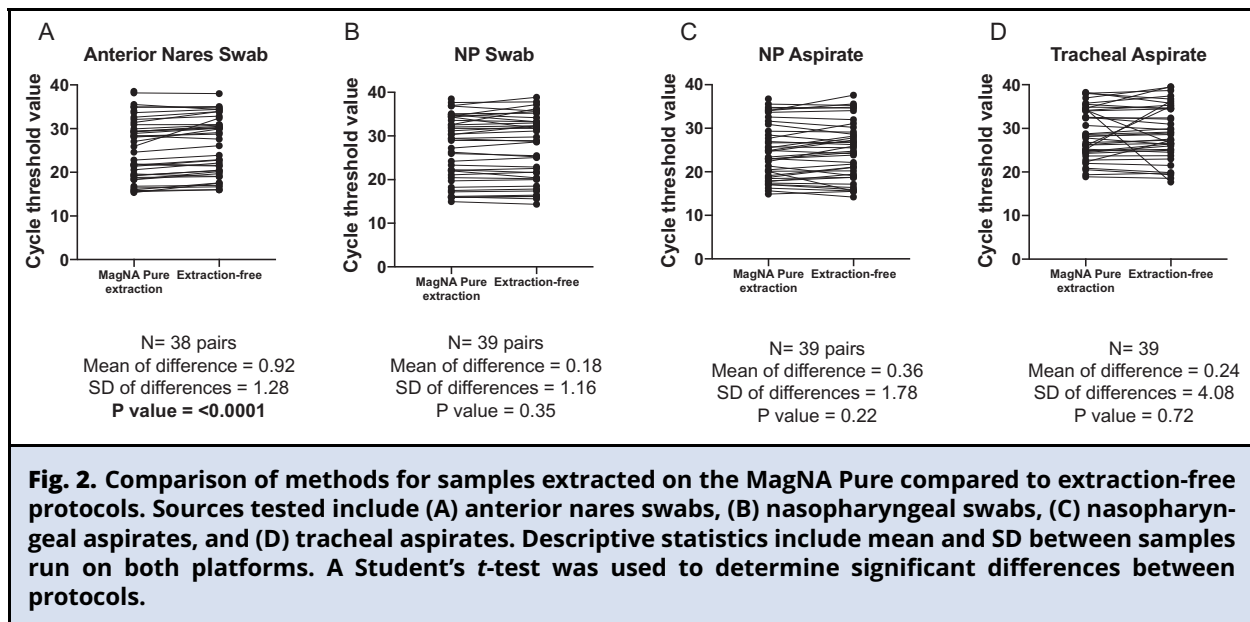 A
Anterior Nares Swab
Cycle threshold value
40
30
20
10
0
MagNA Pure
extraction
Extraction-free
N= 38 pairs
Mean of difference = 0.92
SD of differences = 1.28
P value = <0.0001
B
NP Swab
Cycle threshold value
40
30
20
10
0
MagNA Pure
extraction
Extraction-free
N= 39 pairs
Mean of difference = 0.18
SD of differences = 1.16
P value = 0.35
C
NP Aspirate
Cycle threshold value
40
30
20
10
0
MagNA Pure
extraction
Extraction-free
N= 39 pairs
Mean of difference = 0.36
SD of differences = 1.78
P value = 0.22
D
Tracheal Aspirate
Cycle threshold value
40
30
20
10
0
MagNA Pure
extraction
Extraction-free
N= 39
Mean of difference = 0.24
SD of differences = 4.08
P value = 0.72
Fig. 2. Comparison of methods for samples extracted on the MagNA Pure compared to extraction-free
protocols. Sources tested include (A) anterior nares swabs, (B) nasopharyngeal swabs, (C) nasopharyn-
geal aspirates, and (D) tracheal aspirates. Descriptive statistics include mean and SD between samples
run on both platforms. A Student's t-test was used to determine significant differences between
protocols.